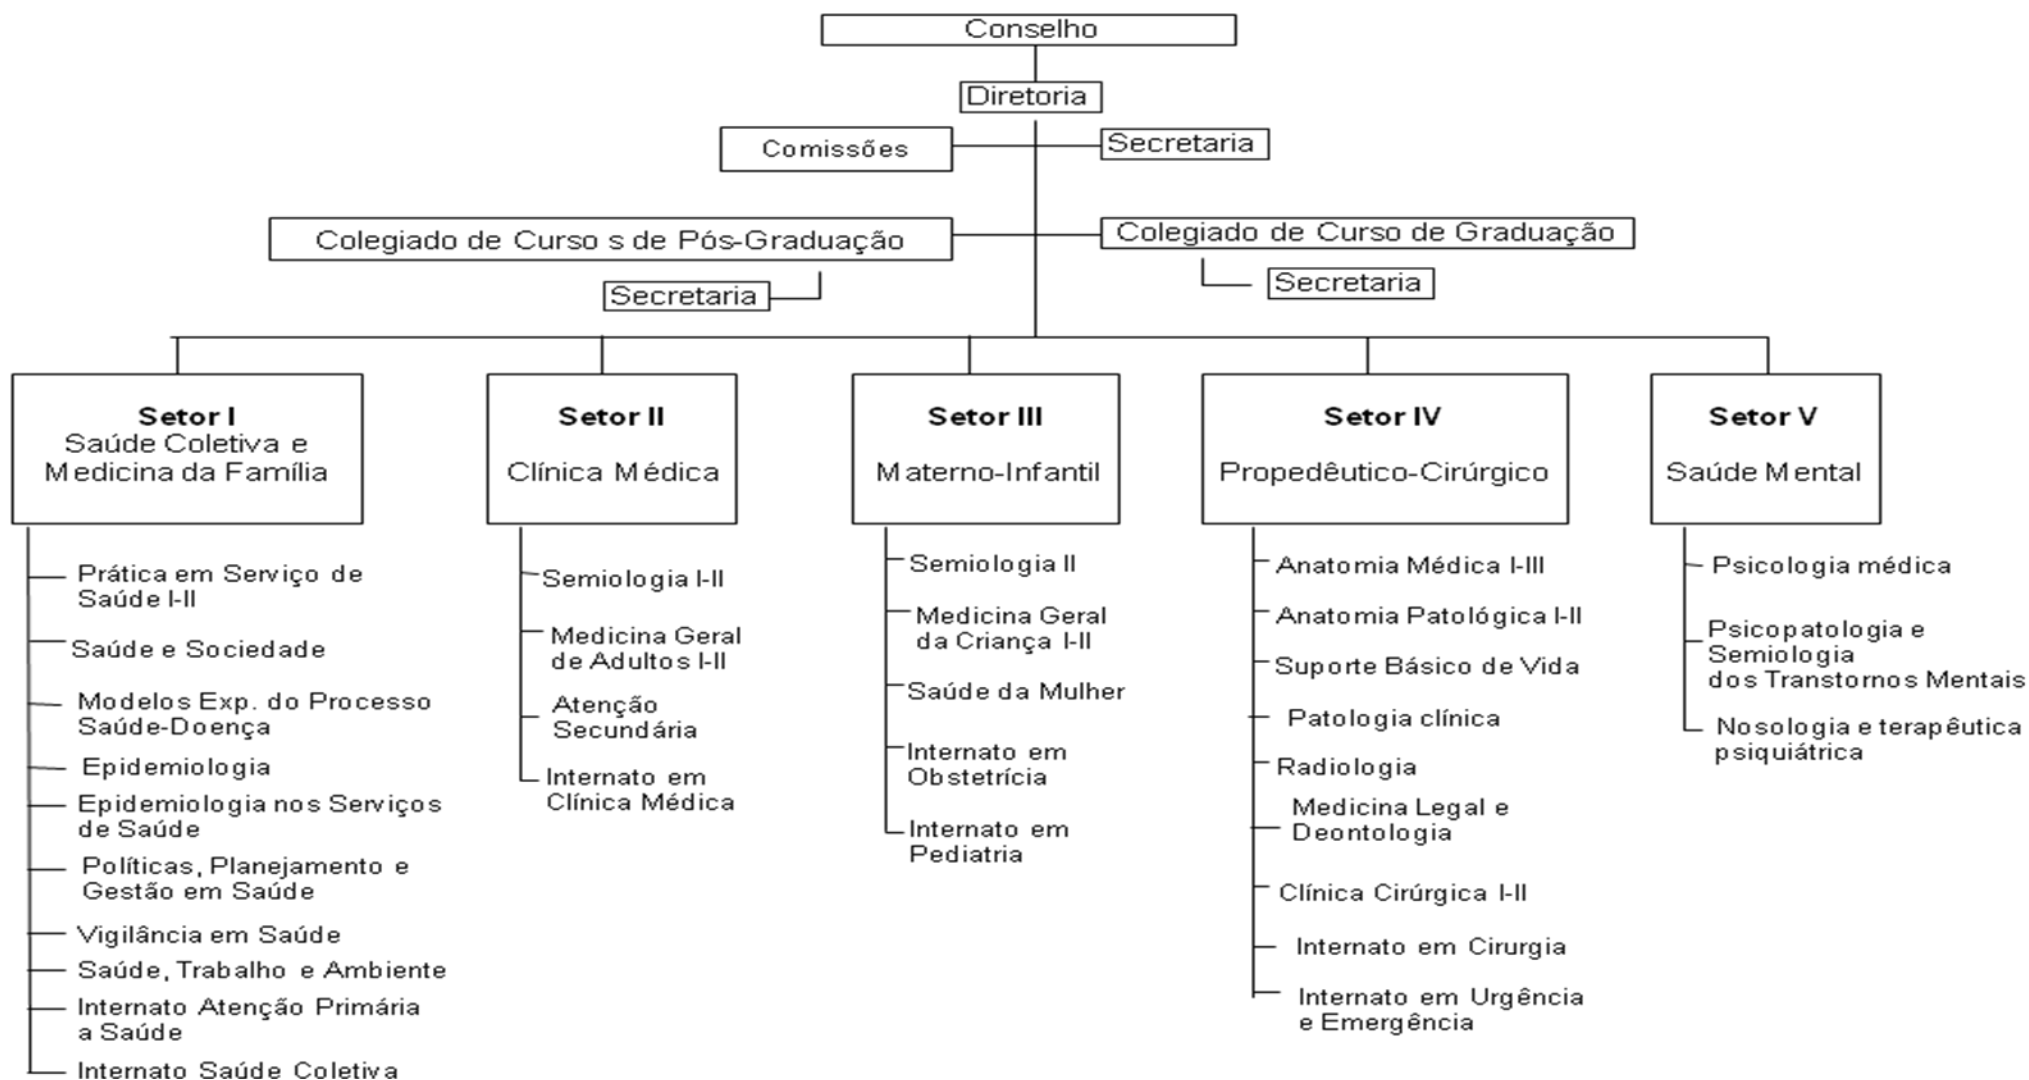 Conselho
Diretoria
Comissões
Secretaria
Colegiado de Curso s de Pós-Graduação
Colegiado de Curso de Graduação
Secretaria
Secretaria
Setor I
Saúde Coletiva e
Medicina da Família
Setor II
Clínica Médica
Setor III
Materno-Infantil
Setor IV
Propedêutico-Cirúrgico
Setor V
Saúde Mental
Prática em Serviço de
Saúde I-II
Saúde e Sociedade
Modelos Exp. do Processo
Saúde-Doença
Epidemiologia
Epidemiologia nos Serviços
de Saúde
Políticas, Planejamento e
Gestão em Saúde
Vigilância em Saúde
Saúde, Trabalho e Ambiente
Internato Atenção Primária
a Saúde
Internato Saúde Coletiva
Semiologia I-II
Medicina Geral
de Adultos I-II
Atenção
Secundária
Internato em
Clínica Médica
Semiologia II
Medicina Geral
da Criança I-II
Saúde da Mulher
Internato em
Obstetrícia
Internato em
Pediatria
Anatomia Médica I-III
Anatomia Patológica I-II
Suporte Básico de Vida
Patologia clínica
Radiologia
Medicina Legal e
Deontologia
Clínica Cirúrgica I-II
Internato em Cirurgia
Internato em Urgência
e Emergência
Psicologia médica
Psicopatologia e
Semiologia
dos Transtornos Mentais
Nosologia e terapêutica
psiquiátrica